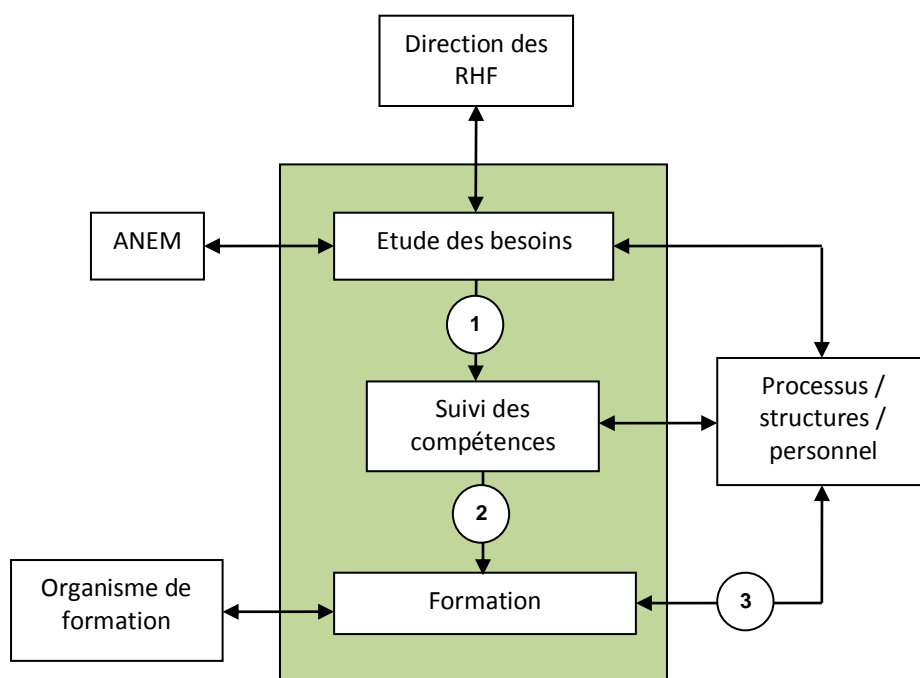 Direction des
RHF
ANEM
Etude des besoins
1
Suivi des
compétences
Processus /
structures /
personnel
2
Organisme de
formation
Formation
3